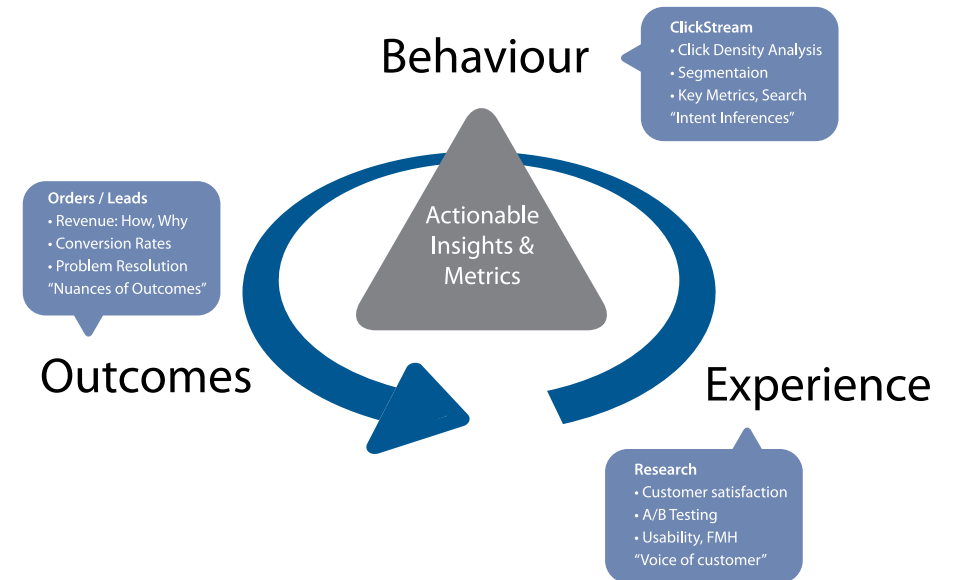 Behaviour
ClickStream
• Click Density Analysis
• Segmentaion
• Key Metrics, Search
“Intent Inferences”
Orders / Leads
• Revenue: How, Why
• Conversion Rates
• Problem Resolution
“Nuances of Outcomes”
Actionable
Insights &
Metrics
Outcomes
Experience
Research
• Customer satisfaction
• A/B Testing
• Usability, FMH
“Voice of customer”